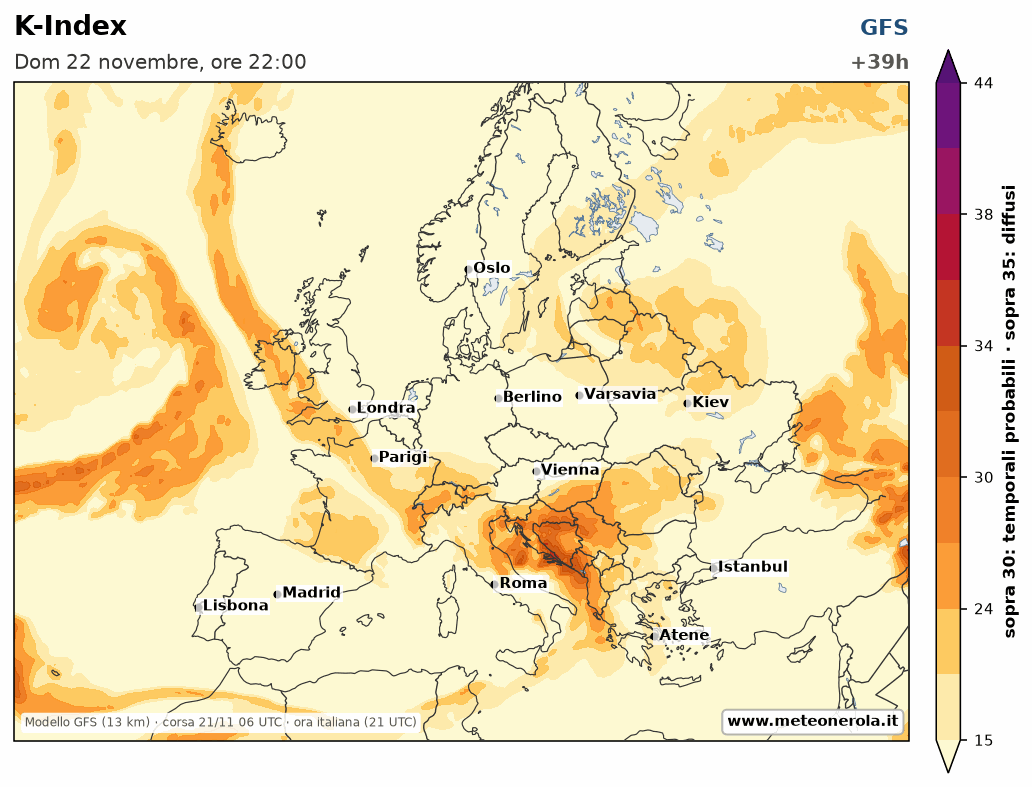 K-Index
GFS
Dom 22 novembre, ore 22:00
+39h
44
38
34
30
24
15
sopra 30: temporali probabili · sopra 35: diffusi
Oslo
Berlino
Varsavia
Kiev
Londra
Parigi
Vienna
Istanbul
Roma
Madrid
Lisbona
Atene
Modello GFS (13 km) · corsa 21/11 06 UTC · ora italiana (21 UTC)
www.meteonerola.it